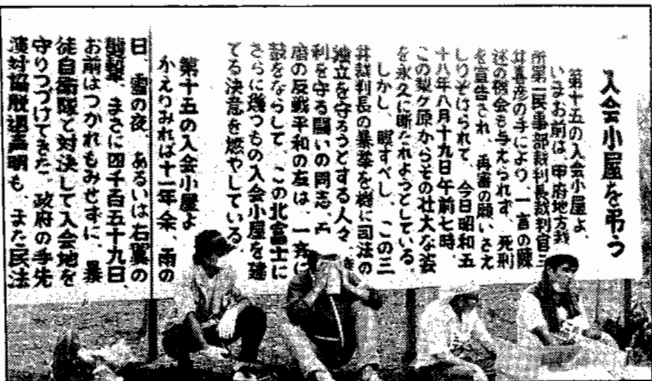 入会小屋を弔う
第十五の入会小屋よ、
いまお前は、甲府地方裁
所第一民事部裁判長裁判官三
井喜彦の手により、一言の陳
述の機会も与えられず、死刑
を宣告され、再審の願いさえ
しりぞけられて、今日昭和五
十八年八月十九日午前七時、
この梨ケ原からその壮大な姿
を永久に断たれようとしている。
しかし、瞑すべし、この三
井裁判長の暴挙を機に司法の
独立を守ろうとする人々、
利を守る闘いの同志、
の反戦平和の友は、一斉に
鼓をならして、この北富士に
さらに幾つもの入会小屋を建
てる決意を燃やしている
第十五の入会小屋よ
かえりみれば十一年余、雨の
日、雪の夜、あるいは右翼の
襲撃、まさに四千百五十九日、
お前はつかれもみせずに、暴
徒自衛隊と対決して入会地を
守りつづけてきた。政府の手先
演対協脱退声明も、また民法